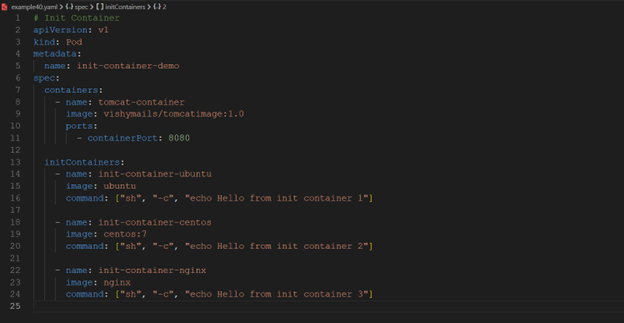 example40.yaml > {} spec > [ ] initContainers > {} 2
1 # Init Container
2 apiVersion: v1
3 kind: Pod
4 metadata:
5   name: init-container-demo
6 spec:
7   containers:
8     - name: tomcat-container
9       image: vishymails/tomcatimage:1.0
10       ports:
11         - containerPort: 8080
12
13   initContainers:
14     - name: init-container-ubuntu
15       image: ubuntu
16       command: ["sh", "-c", "echo Hello from init container 1"]
17
18     - name: init-container-centos
19       image: centos:7
20       command: ["sh", "-c", "echo Hello from init container 2"]
21
22     - name: init-container-nginx
23       image: nginx
24       command: ["sh", "-c", "echo Hello from init container 3"]
25